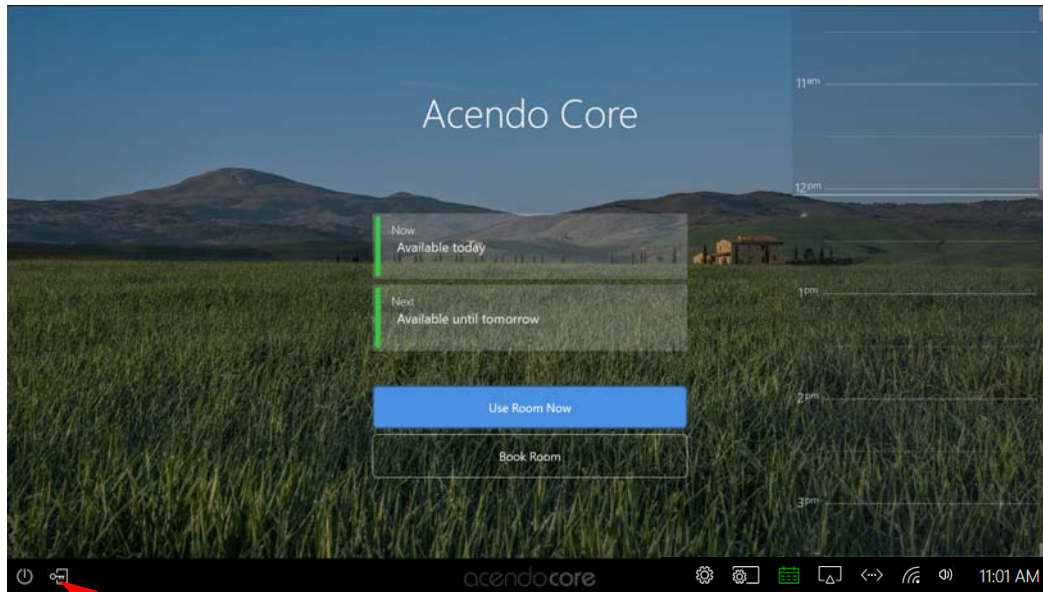 Acendo Core
Now
Available today
Next
Available until tomorrow
Use Room Now
Book Room
11am
12pm
1pm
2pm
3pm
acendocore
11:01 AM